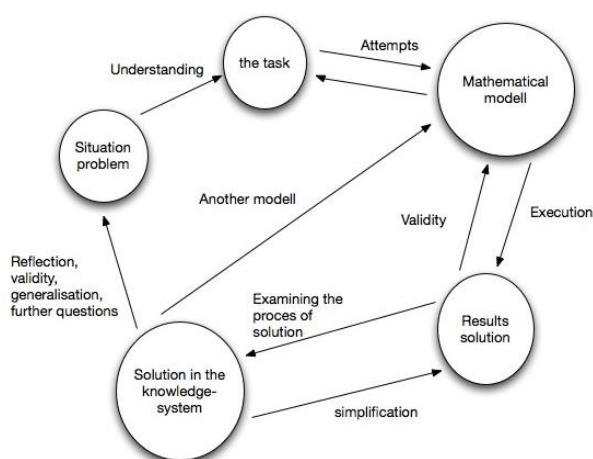 Attempts
the task
Understanding
Mathematical
modell
Situation
problem
Another modell
Validity
Execution
Reflection,
validity,
generalisation,
further questions
Examining the
proces of
solution
Results
solution
Solution in the
knowledge-
system
simplification